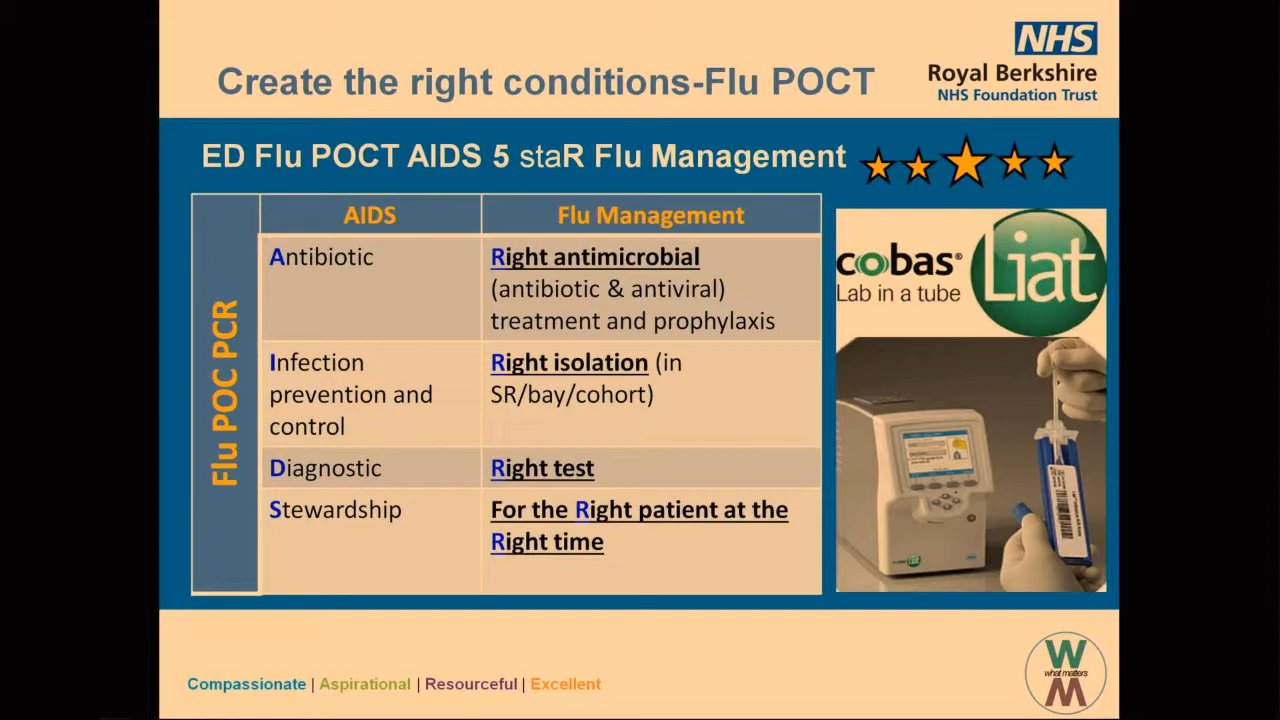 NHS
Royal Berkshire
NHS Foundation Trust
Create the right conditions-Flu POCT
ED Flu POCT AIDS 5 staR Flu Management
Flu POC PCR
AIDS
Flu Management
Antibiotic
Right antimicrobial
(antibiotic & antiviral)
treatment and prophylaxis
Infection
prevention and
control
Right isolation (in
SR/bay/cohort)
Diagnostic
Right test
Stewardship
For the Right patient at the
Right time
cobas®
Lab in a tube
Liat
Compassionate | Aspirational | Resourceful | Excellent
W
what matters
M